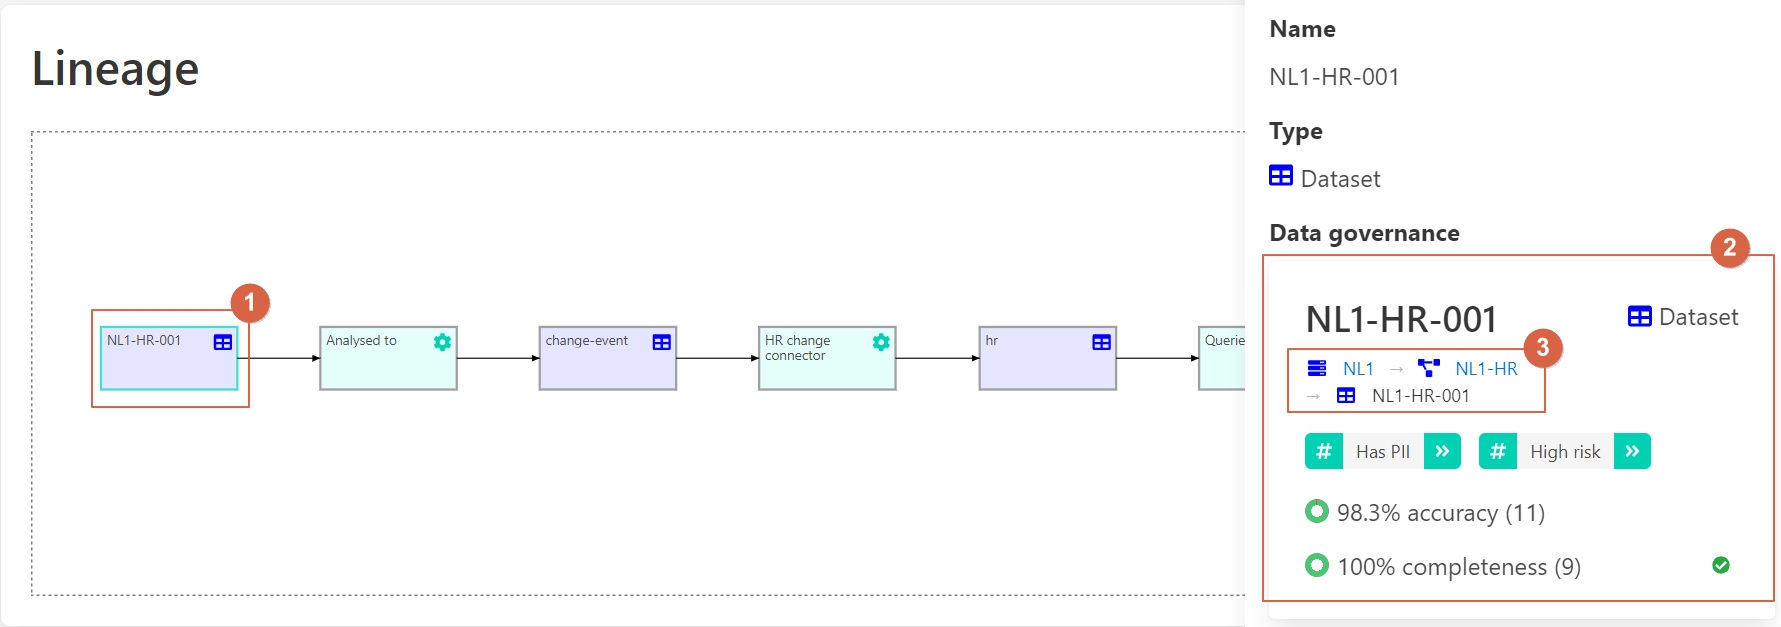 Lineage
1
NL1-HR-001
Analysed to
change-event
HR change
connector
hr
Querie
Name
NL1-HR-001
Type
Dataset
Data governance
2
NL1-HR-001
Dataset
3
NL1 → NL1-HR
→ NL1-HR-001
# Has PII » # High risk »
98.3% accuracy (11)
100% completeness (9)